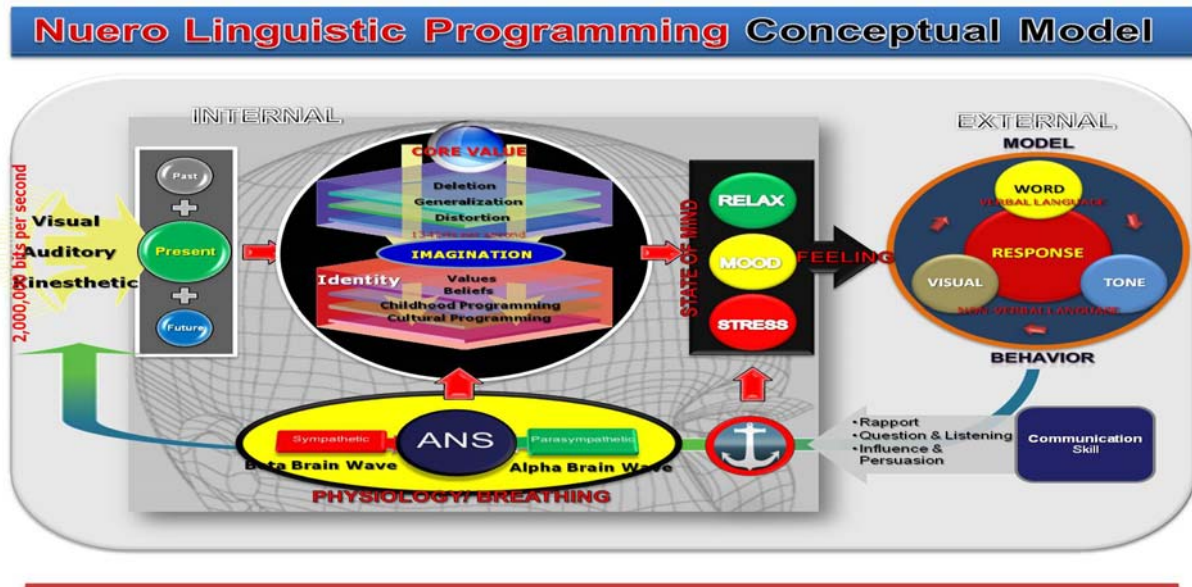 Nuero Linguistic Programming Conceptual Model
INTERNAL
EXTERNAL
2,000,000 bits per second
Visual
Auditory
Kinesthetic
Past
Present
Future
CORE VALUE
Deletion
Generalization
Distortion
per second
IMAGINATION
Identity
Values
Beliefs
Childhood Programming
Cultural Programming
STATE OF MIND
RELAX
MOOD
STRESS
FEELING
MODEL
WORD
VERBAL LANGUAGE
RESPONSE
VISUAL
TONE
NON-VERBAL LANGUAGE
BEHAVIOR
Sympathetic
ANS
Parasympathetic
Beta Brain Wave
Alpha Brain Wave
PHYSIOLOGY/ BREATHING
•Rapport
•Question & Listening
•Influence &
Persuasion
Communication
Skill